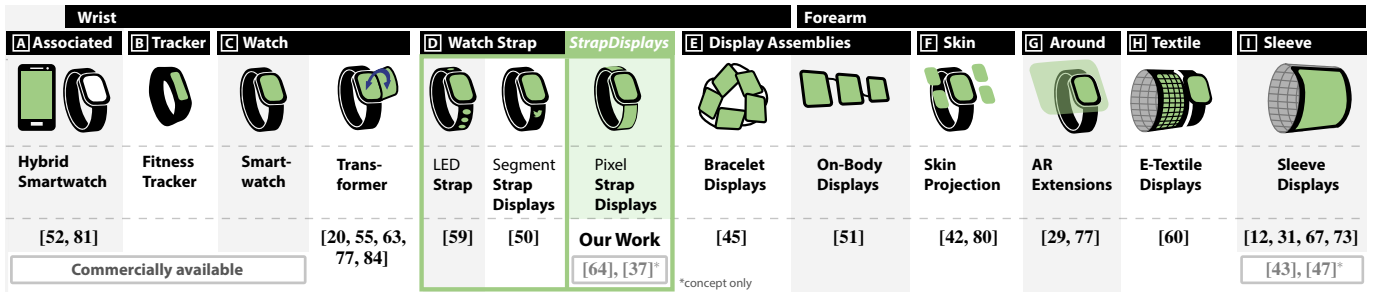 Wrist
Forearm
A Associated
B Tracker
C Watch
D Watch Strap
StrapDisplays
E Display Assemblies
F Skin
G Around
H Textile
I Sleeve
Hybrid
Smartwatch
Fitness
Tracker
Smart-
watch
Trans-
former
LED
Strap
Segment
Strap
Displays
Pixel
Strap
Displays
Bracelet
Displays
On-Body
Displays
Skin
Projection
AR
Extensions
E-Textile
Displays
Sleeve
Displays
[52, 81]
[20, 55, 63,
77, 84]
[59]
[50]
Our Work
[45]
[51]
[42, 80]
[29, 77]
[60]
[12, 31, 67, 73]
Commercially available
[64], [37]*
*concept only
[43], [47]*